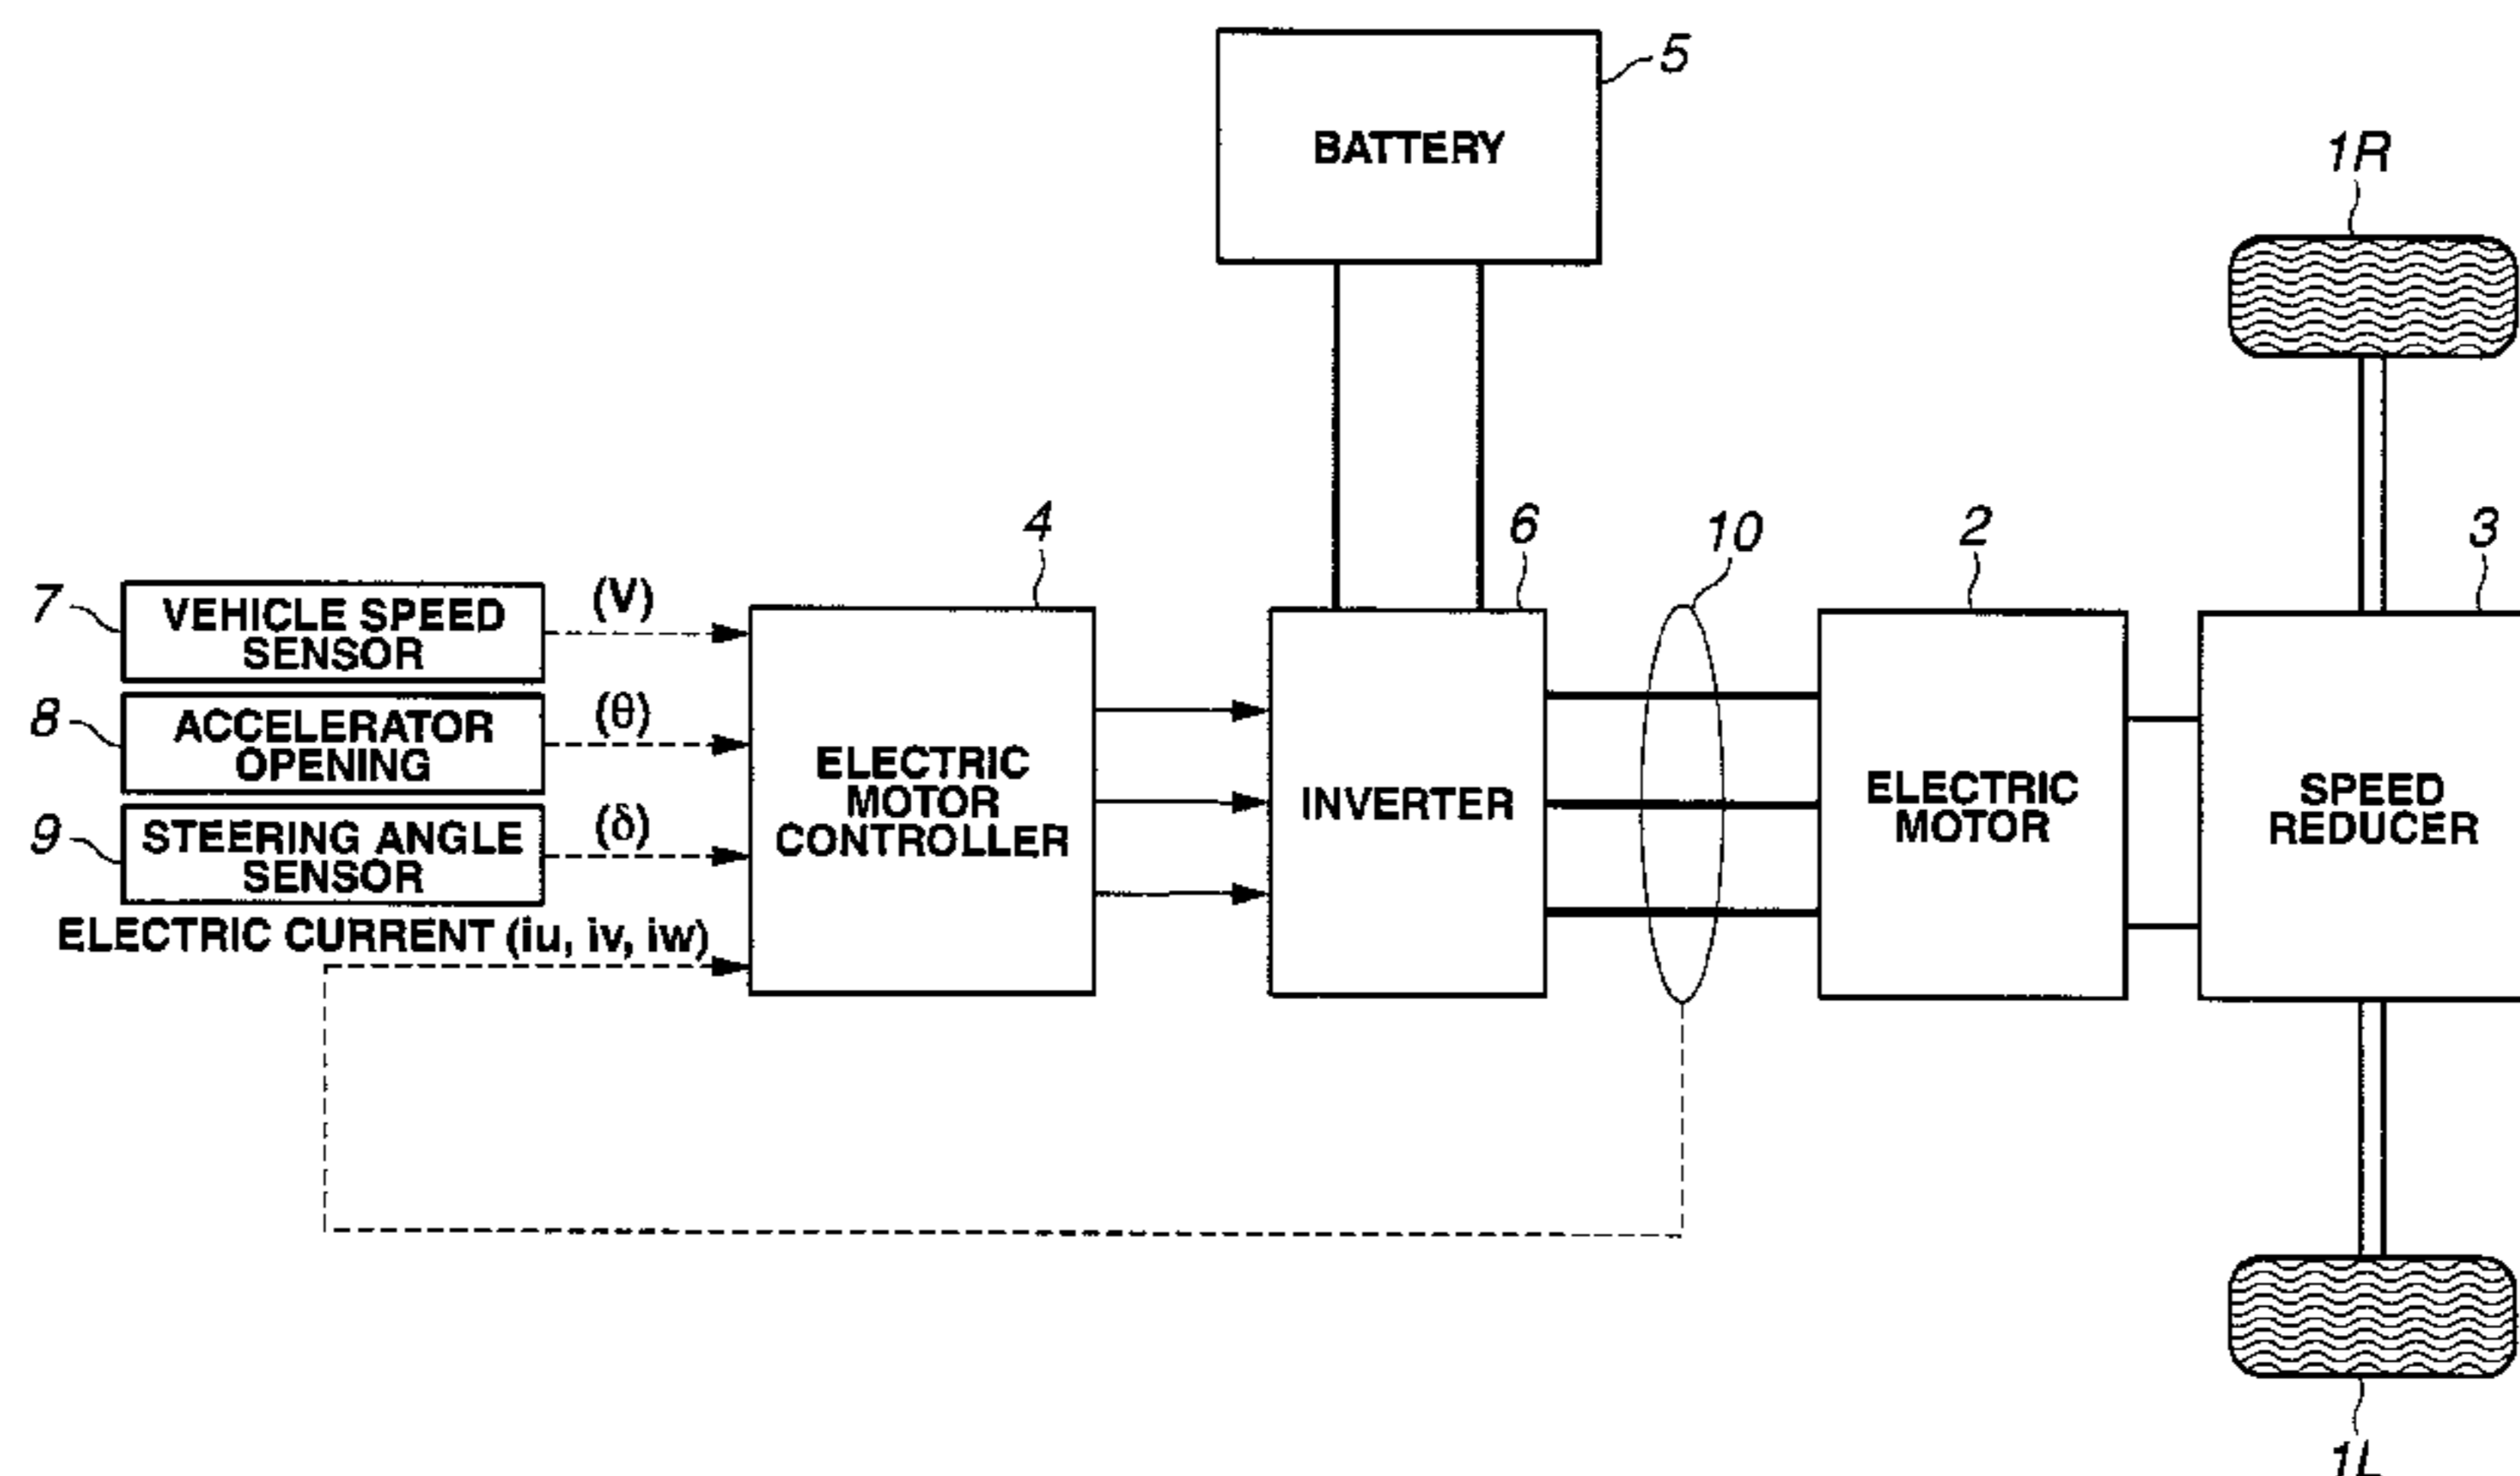 5
BATTERY
1R
4
6
10
2
3
7
VEHICLE SPEED
SENSOR
(V)
8
ACCELERATOR
OPENING
(θ)
9
STEERING ANGLE
SENSOR
(δ)
ELECTRIC CURRENT (iu, iv, iw)
ELECTRIC
MOTOR
CONTROLLER
INVERTER
ELECTRIC
MOTOR
SPEED
REDUCER
1L